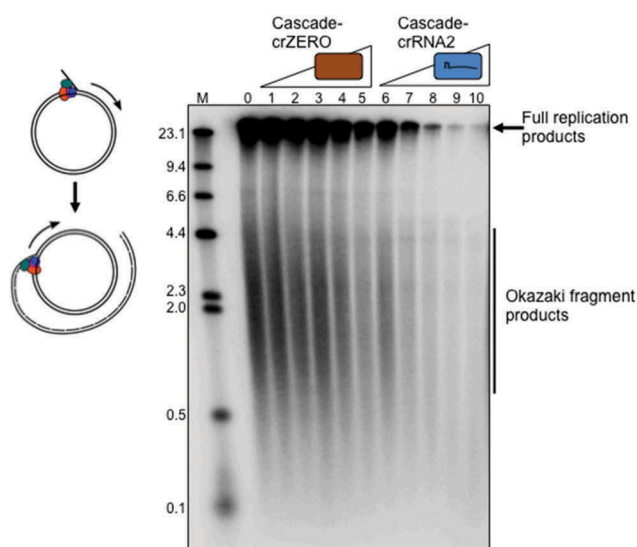 Cascade-
crZERO
Cascade-
crRNA2
M 0 1 2 3 4 5 6 7 8 9 10
23.1
9.4
6.6
4.4
2.3
2.0
0.5
0.1
Full replication
products
Okazaki fragment
products